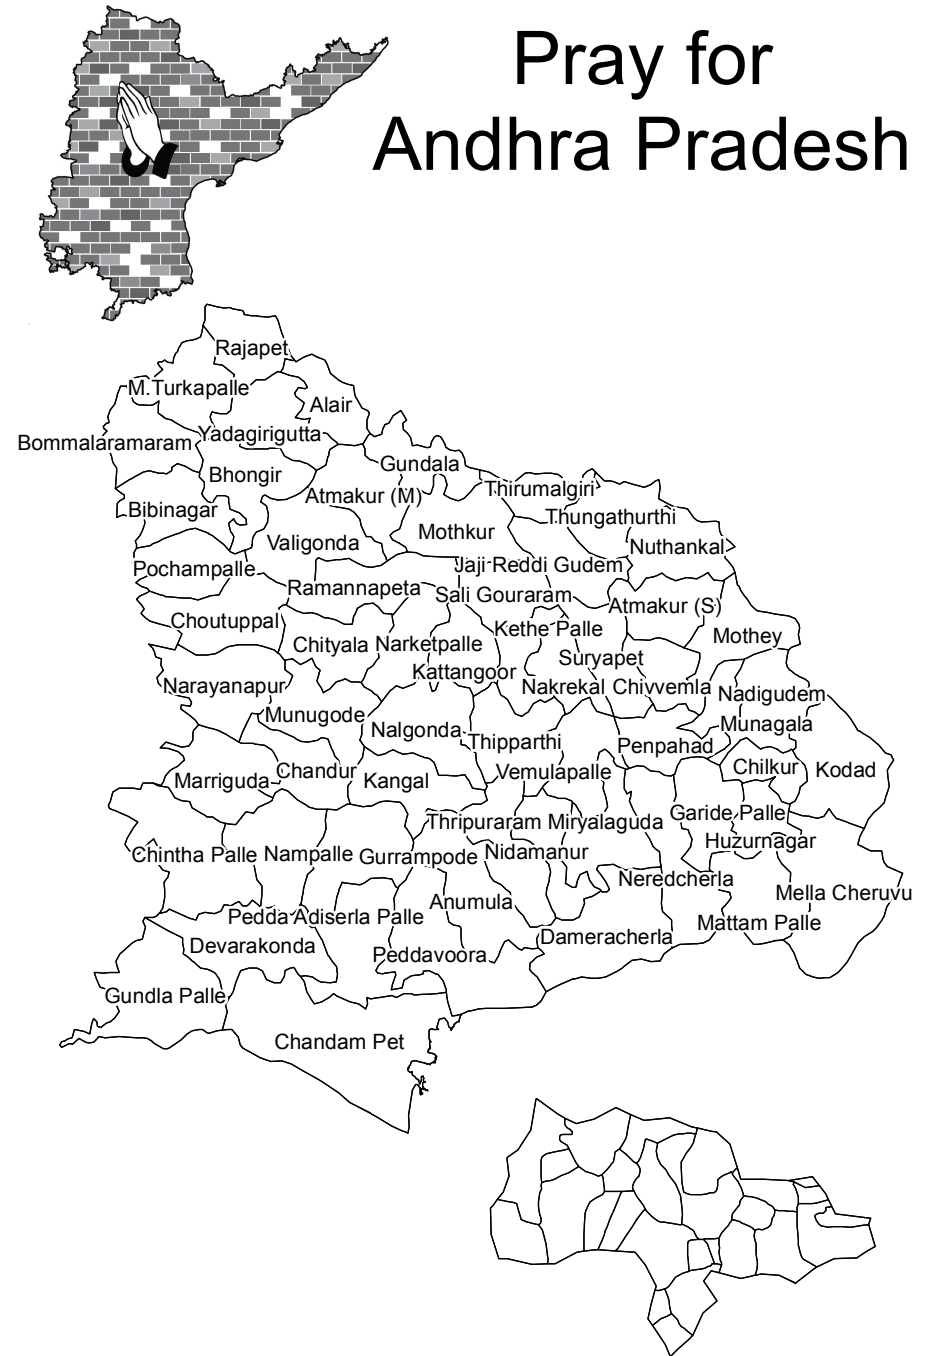 Pray for
Andhra Pradesh
Rajapet
M.Turkapalle
Alair
Bommalaramaram
Yadagirigutta
Gundala
Bhongir
Thirumalgiri
Atmakur (M)
Bibinagar
Thungathurthi
Mothkur
Valigonda
Nuthankal
Pochampalle
Jaji-Reddi Gudem
Ramannapeta
Sali Gouraram
Atmakur (S)
Choutuppal
Kethe Palle
Mothey
Chityala
Narketpalle
Suryapet
Kattangoor
Narayanapur
Nakrekal
Chivvemla
Nadigudem
Munugode
Munagala
Nalgonda
Thipparthi
Penpahad
Chandur
Vemulapalle
Chilkur
Kodad
Marriguda
Kangal
Garide Palle
Thripuraram
Miryalaguda
Huzurnagar
Chintha Palle
Nampalle
Gurrampode
Nidamanur
Neredcherla
Mella Cheruvu
Anumula
Pedda Adiserla Palle
Mattam Palle
Devarakonda
Dameracherla
Peddavoora
Gundla Palle
Chandam Pet